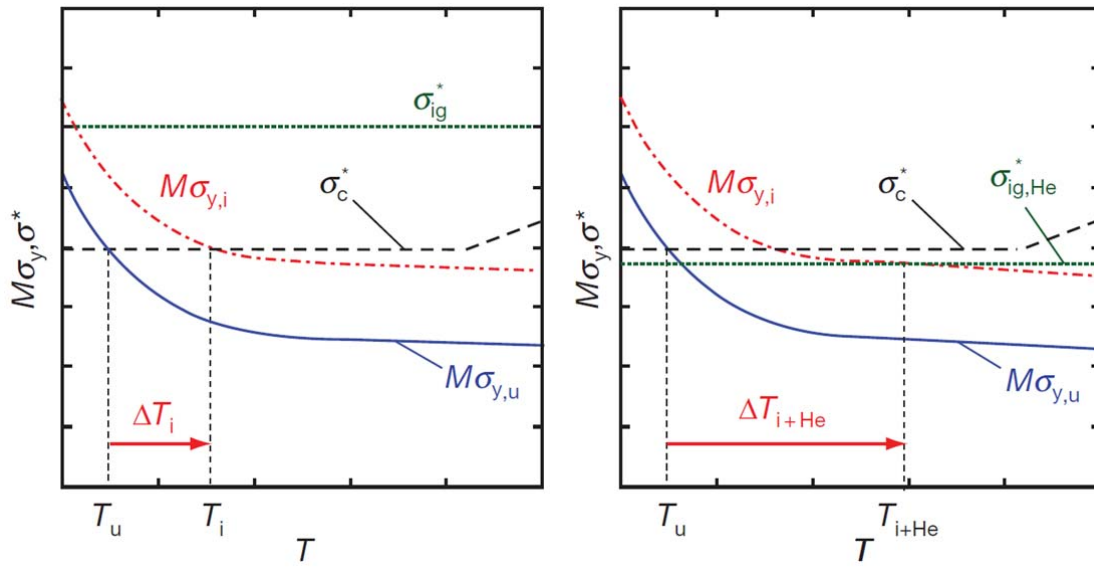 Mσy,σ*
σ*ig
Mσy,i
σ*c
Mσy,u
ΔTi
Tu
Ti
T
Mσy,σ*
Mσy,i
σ*c
σ*ig,He
Mσy,u
ΔTi+He
Tu
Ti+He
T